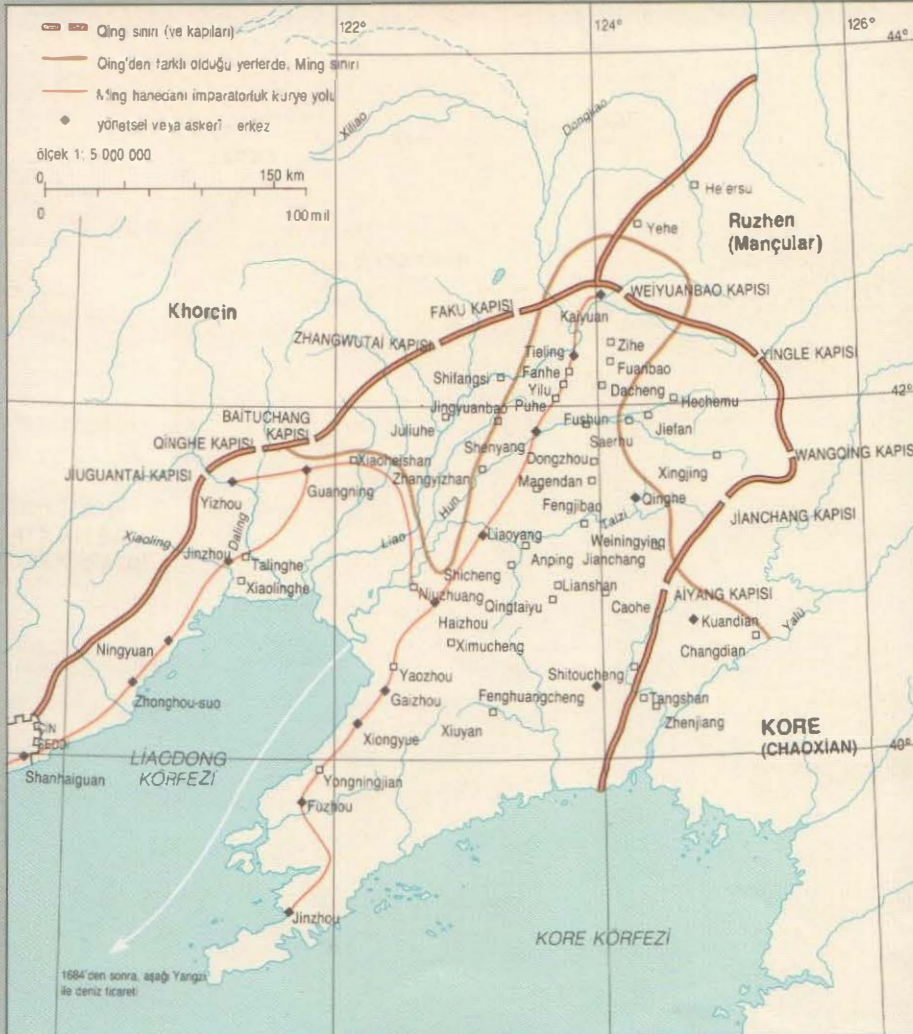 122°
124°
126°
44°
Qing sınırı (ve kapıları)
Qing'den farklı olduğu yerlerde, Ming sınırı
Ming hanedanı imparatorluk kurye yolu
yönetsel veya askerî erkez
ölçek 1: 5 000 000
0
150 km
0
100 mil
Xiliao
Dongliao
He'ersu
Yehe
Ruzhen
(Mançular)
Khorcin
FAKU KAPISI
WEIYUANBAO KAPISI
Kaiyuan
ZHANGWUTAI KAPISI
Tieling
Zihe
YINGLE KAPISI
Fanhe
Fuanbao
Shifangsi
Yilu
Dacheng
42°
Puhe
Hechemu
Jingyuanbao
BAITUCHANG
KAPISI
Juliuhe
Fushun
Jiefan
QINGHE KAPISI
Saerhu
Shenyang
WANGQING KAPIS
Xiaoheishan
Dongzhou
Xingjing
JIUGUANTAI KAPISI
Zhangyizhan
Magendan
Guangning
Yizhou
Qinghe
Fengjibao
JIANCHANG KAPISI
Hun
Taizi
Daling
Liaoyang
Xiaoling
Liao
Weiningying
Jinzhou
Anping
Jianchang
Talinghe
Shicheng
Xiaolinghe
Niuzhuang
Lianshan
AIYANG KAPISI
Qingtaiyu
Caohe
Haizhou
Kuandian
Yalu
Ningyuan
Ximucheng
Changdian
Yaozhou
Shitoucheng
Zhonghou-suo
Gaizhou
Fenghuangcheng
Tangshan
Xiuyan
Zhenjiang
Xiongyue
KORE
(CHAOXIAN)
ÇIN
SEDDI
LIACDONG
KÖRFEZİ
40°
Shanhaiguan
Yongningjian
Fuzhou
Jinzhou
KORE KÖRFEZİ
1684'den sonra, aşağı Yangzi
ile deniz ticareti